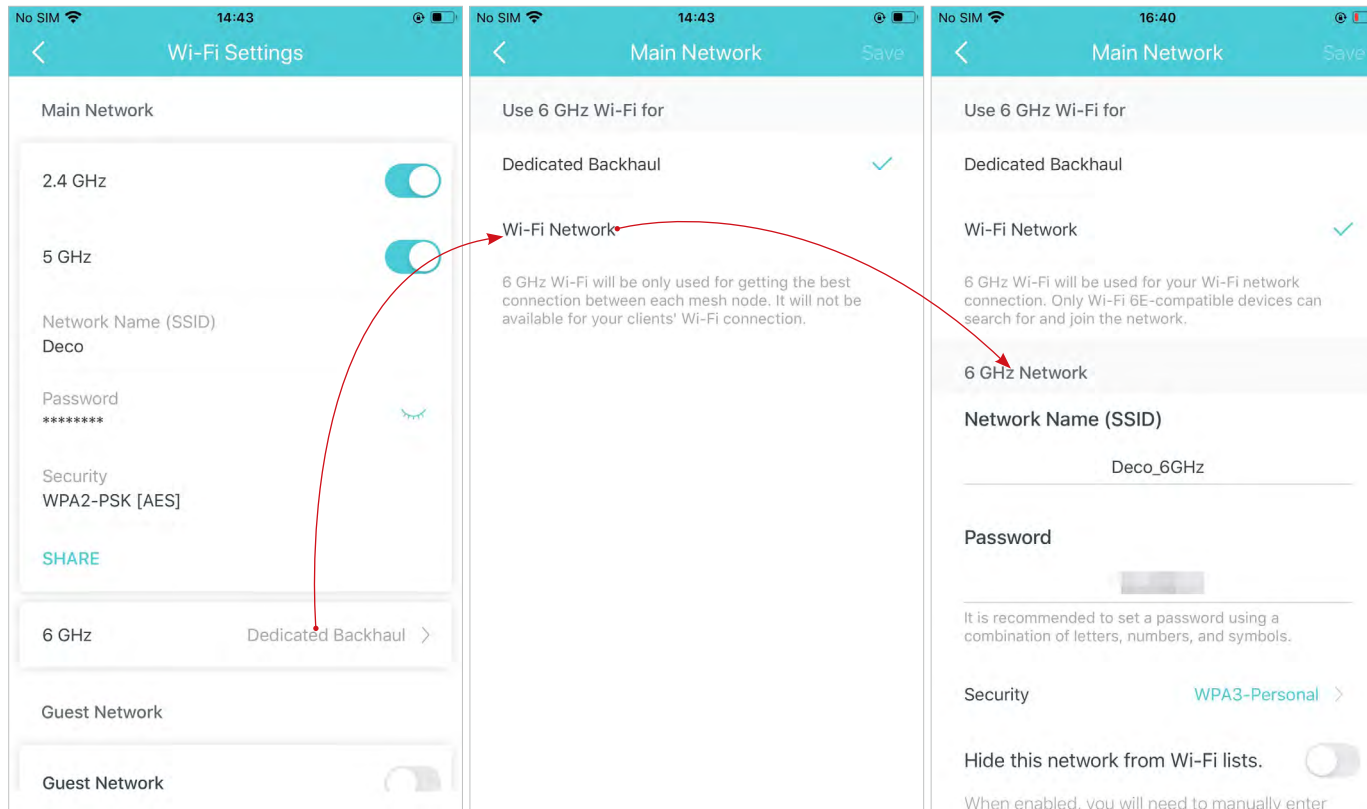 No SIM 14:43
Wi-Fi Settings
Main Network
2.4 GHz
5 GHz
Network Name (SSID)
Deco
Password
********
Security
WPA2-PSK [AES]
SHARE
6 GHz Dedicated Backhaul
Guest Network
Guest Network
No SIM 14:43
Main Network Save
Use 6 GHz Wi-Fi for
Dedicated Backhaul
Wi-Fi Network
6 GHz Wi-Fi will be only used for getting the best
connection between each mesh node. It will not be
available for your clients' Wi-Fi connection.
No SIM 16:40
Main Network Save
Use 6 GHz Wi-Fi for
Dedicated Backhaul
Wi-Fi Network
6 GHz Wi-Fi will be used for your Wi-Fi network
connection. Only Wi-Fi 6E-compatible devices can
search for and join the network.
6 GHz Network
Network Name (SSID)
Deco_6GHz
Password
It is recommended to set a password using a
combination of letters, numbers, and symbols.
Security WPA3-Personal
Hide this network from Wi-Fi lists.
When enabled, you will need to manually enter